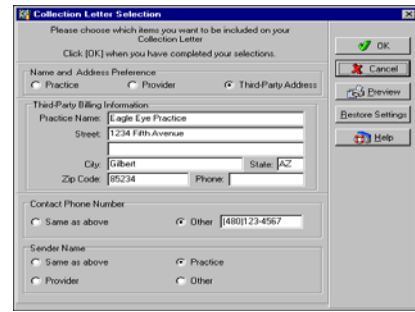 Collection Letter Selection
Please choose which items you want to be included on your
Collection Letter
Click [OK] when you have completed your selections.
OK
Cancel
Preview
Restore Settings
Help
Name and Address Preference
Practice Provider Third-Party Address
Third-Party Billing Information
Practice Name: Eagle Eye Practice
Street: 1234 Fifth Avenue
City: Gilbert State: AZ
Zip Code: 85234 Phone:
Contact Phone Number
Same as above Other (480)123-4567
Sender Name
Same as above Practice
Provider Other